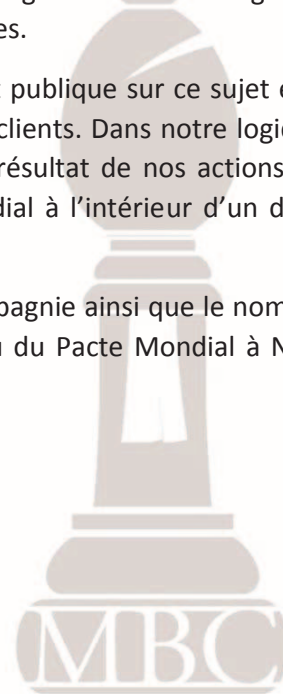 es.
publique sur ce sujet e
clients. Dans notre logi
résultat de nos actions
dial à l'intérieur d'un d
pagnie ainsi que le nom
u du Pacte Mondial à N
MBC